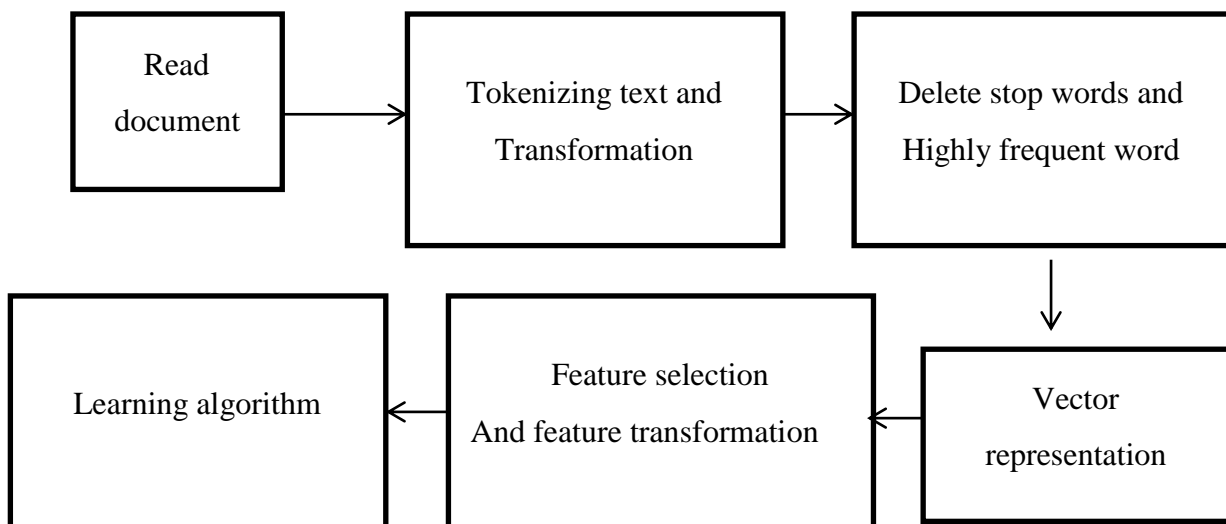 Read
document
Tokenizing text and
Transformation
Delete stop words and
Highly frequent word
Vector
representation
Feature selection
And feature transformation
Learning algorithm